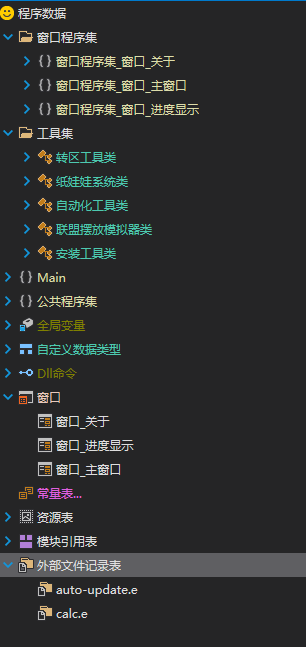 程序数据
窗口程序集
{ } 窗口程序集_窗口_关于
{ } 窗口程序集_窗口_主窗口
{ } 窗口程序集_窗口_进度显示
工具集
转区工具类
纸娃娃系统类
自动化工具类
联盟摆放模拟器类
安装工具类
{ } Main
{ } 公共程序集
全局变量
自定义数据类型
Dll命令
窗口
窗口_关于
窗口_进度显示
窗口_主窗口
常量表...
资源表
模块引用表
外部文件记录表
auto-update.e
calc.e